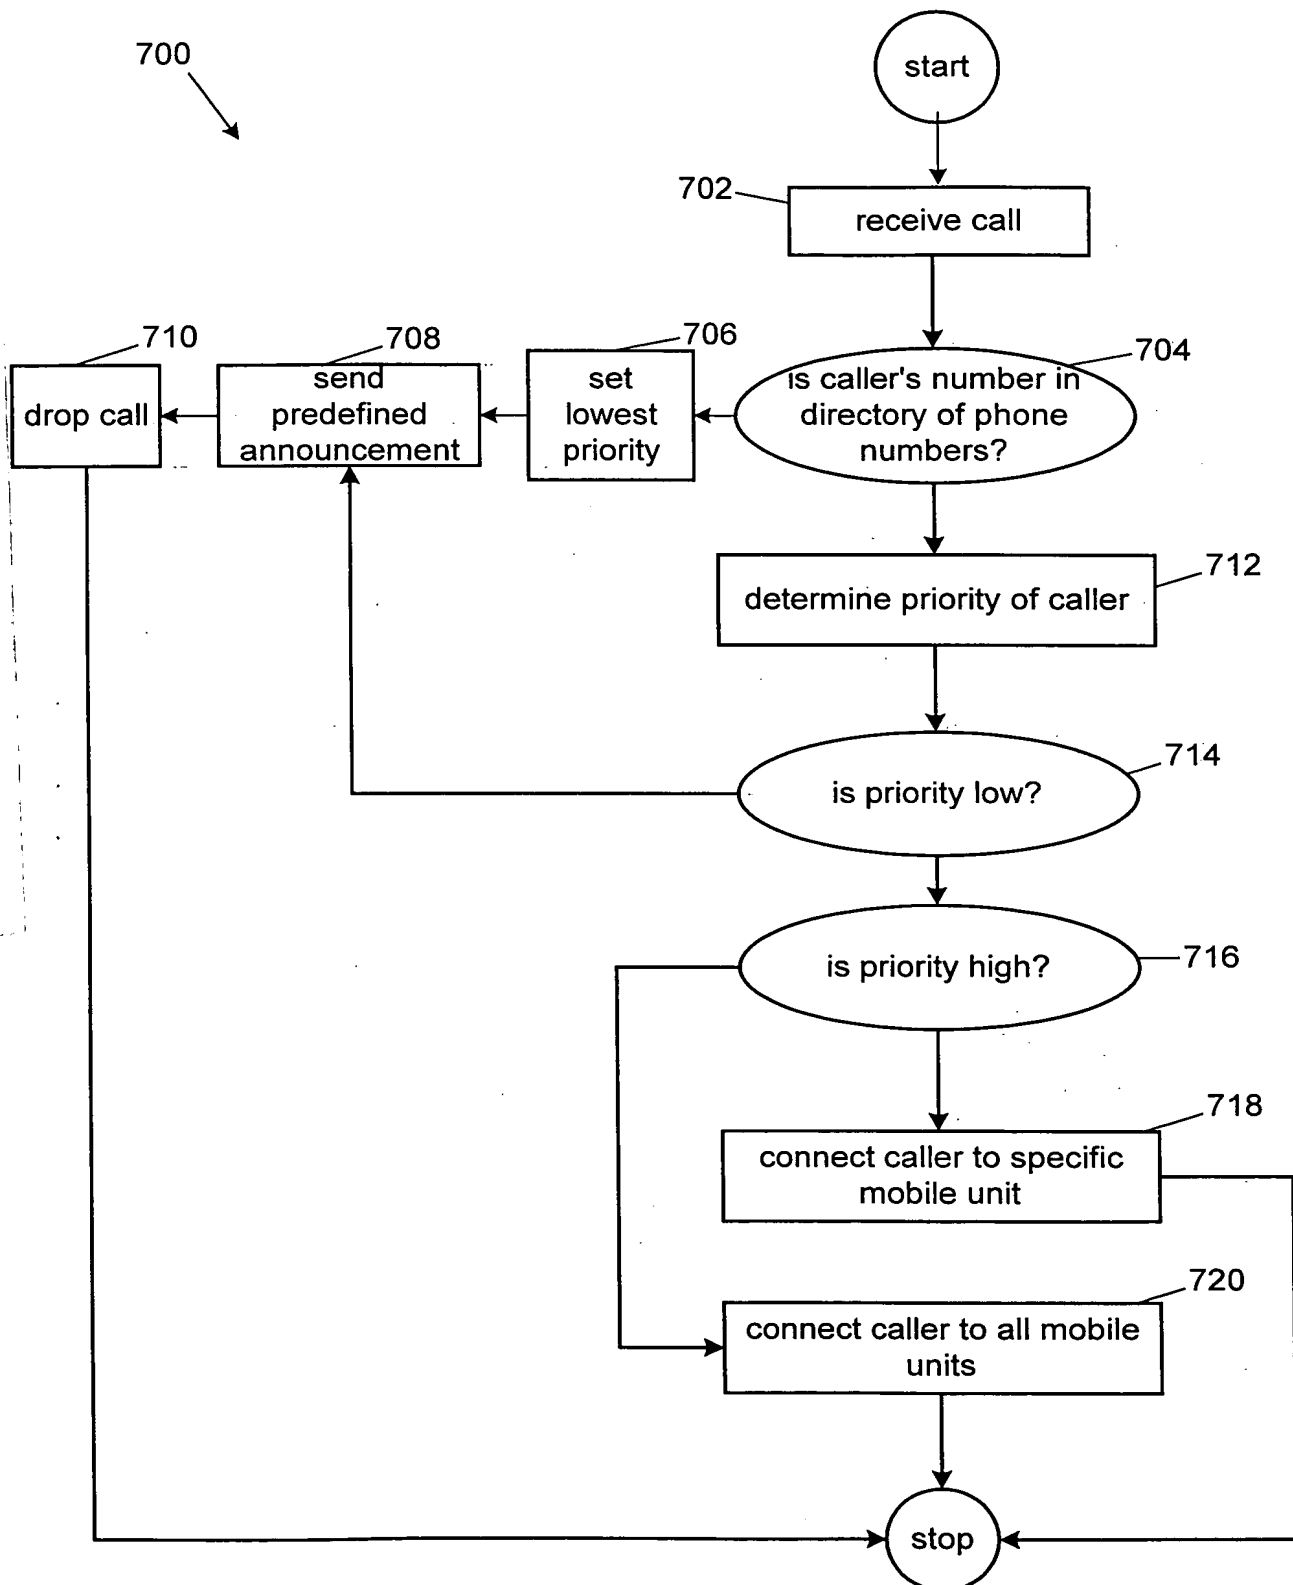 700
start
702
receive call
710
708
706
704
drop call
send
predefined
announcement
set
lowest
priority
is caller's number in
directory of phone
numbers?
712
determine priority of caller
714
is priority low?
716
is priority high?
718
connect caller to specific
mobile unit
720
connect caller to all mobile
units
stop